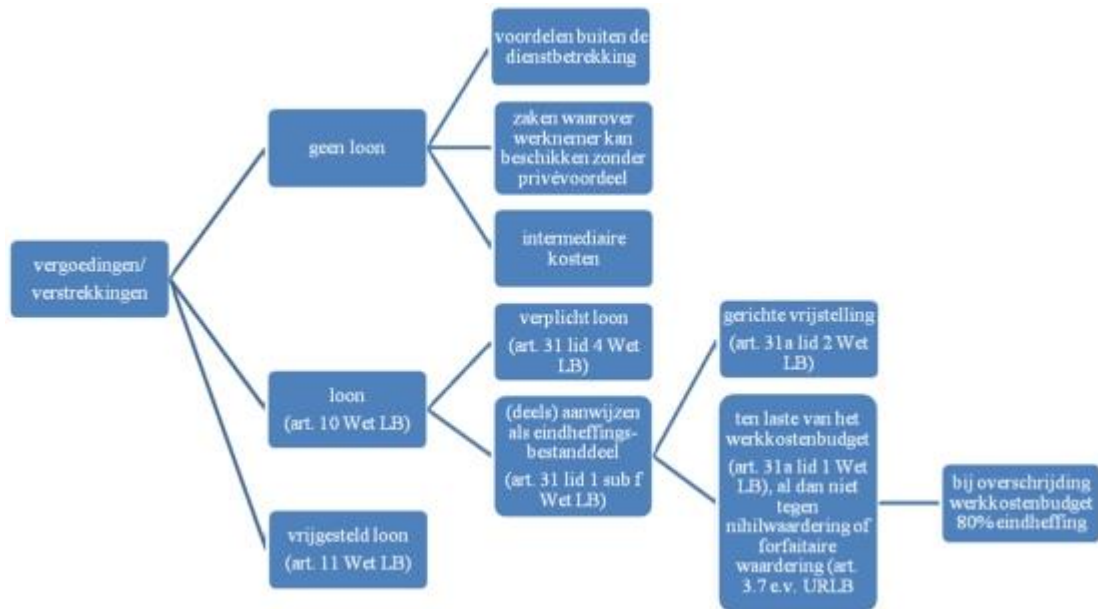 vergoedingen/
verstrekkingen
geen loon
voordelen buiten de
dienstbetrekking
zaken waarover
werknemer kan
beschikken zonder
privévoordeel
intermediaire
kosten
loon
(art. 10 Wet LB)
verplicht loon
(art. 31 lid 4 Wet
LB)
(deels) aanwijzen
als eindheffings-
bestanddeel
(art. 31 lid 1 sub f
Wet LB)
gerichte vrijstelling
(art. 31a lid 2 Wet
LB)
ten laste van het
werkkostenbudget
(art. 31a lid 1 Wet
LB), al dan niet
tegen
nihilwaardering of
forfaitaire
waardering (art.
3.7 e.v. URLB
bij overschrijding
werkkostenbudget
80% eindheffing
vrijgesteld loon
(art. 11 Wet LB)